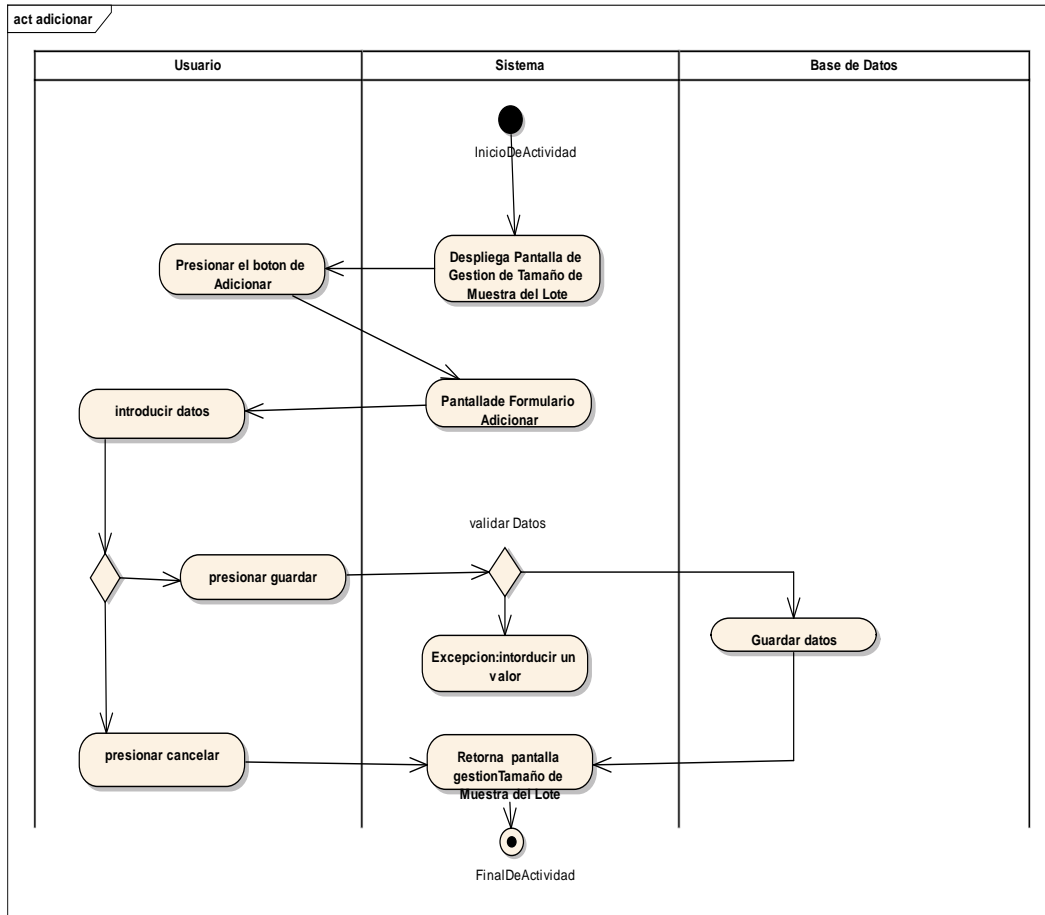 act adicionar
Usuario
Sistema
Base de Datos
InicioDeActividad
Despliega Pantalla de
Gestion de Tamaño de
Muestra del Lote
Presionar el boton de
Adicionar
Pantallade Formulario
Adicionar
introducir datos
validar Datos
presionar guardar
Excepcion:intorducir un
valor
Guardar datos
presionar cancelar
Retorna pantalla
gestionTamaño de
Muestra del Lote
FinalDeActividad